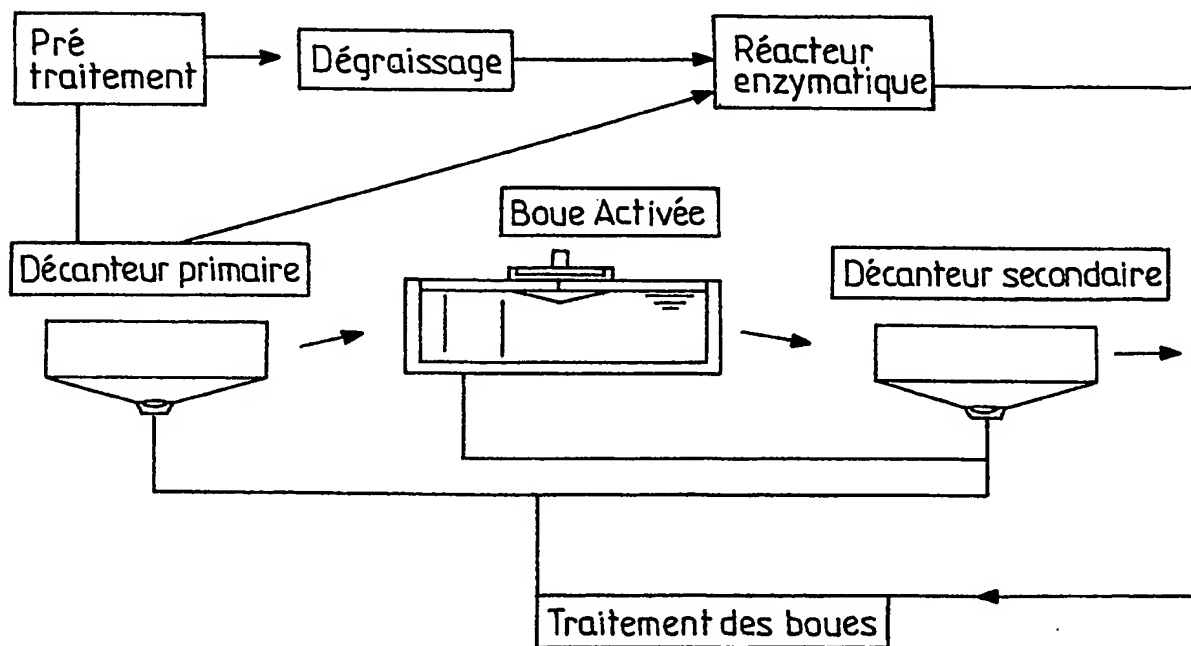 Pré
traitement
Dégraissage
Réacteur
enzymatique
Boue Activée
Décanteur primaire
Décanteur secondaire
Traitement des boues